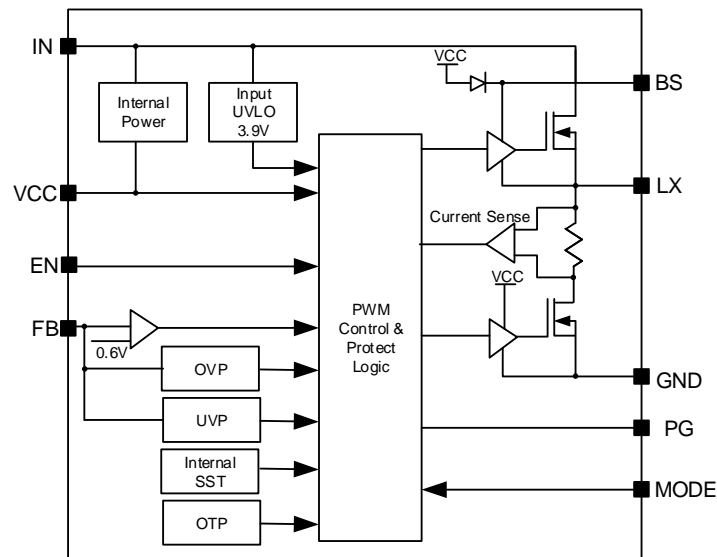 IN
VCC
BS
Internal
Power
Input
UVLO
3.9V
VCC
LX
Current Sense
EN
VCC
FB
0.6V
PWM
Control &
Protect
Logic
OVP
GND
UVP
PG
Internal
SST
MODE
OTP